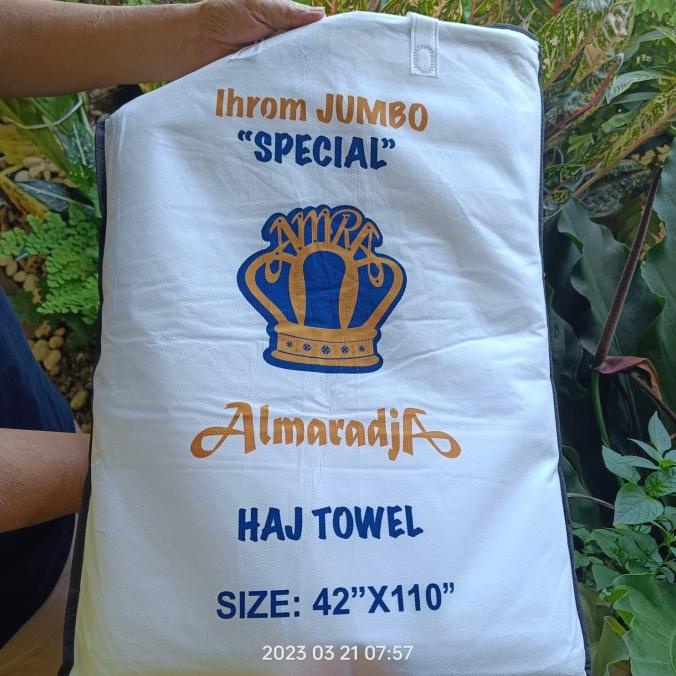 Ihrom JUMBO
“SPECIAL”
AMRA
AlmaradjA
HAJ TOWEL
SIZE: 42”X110”
2023 03 21 07:57